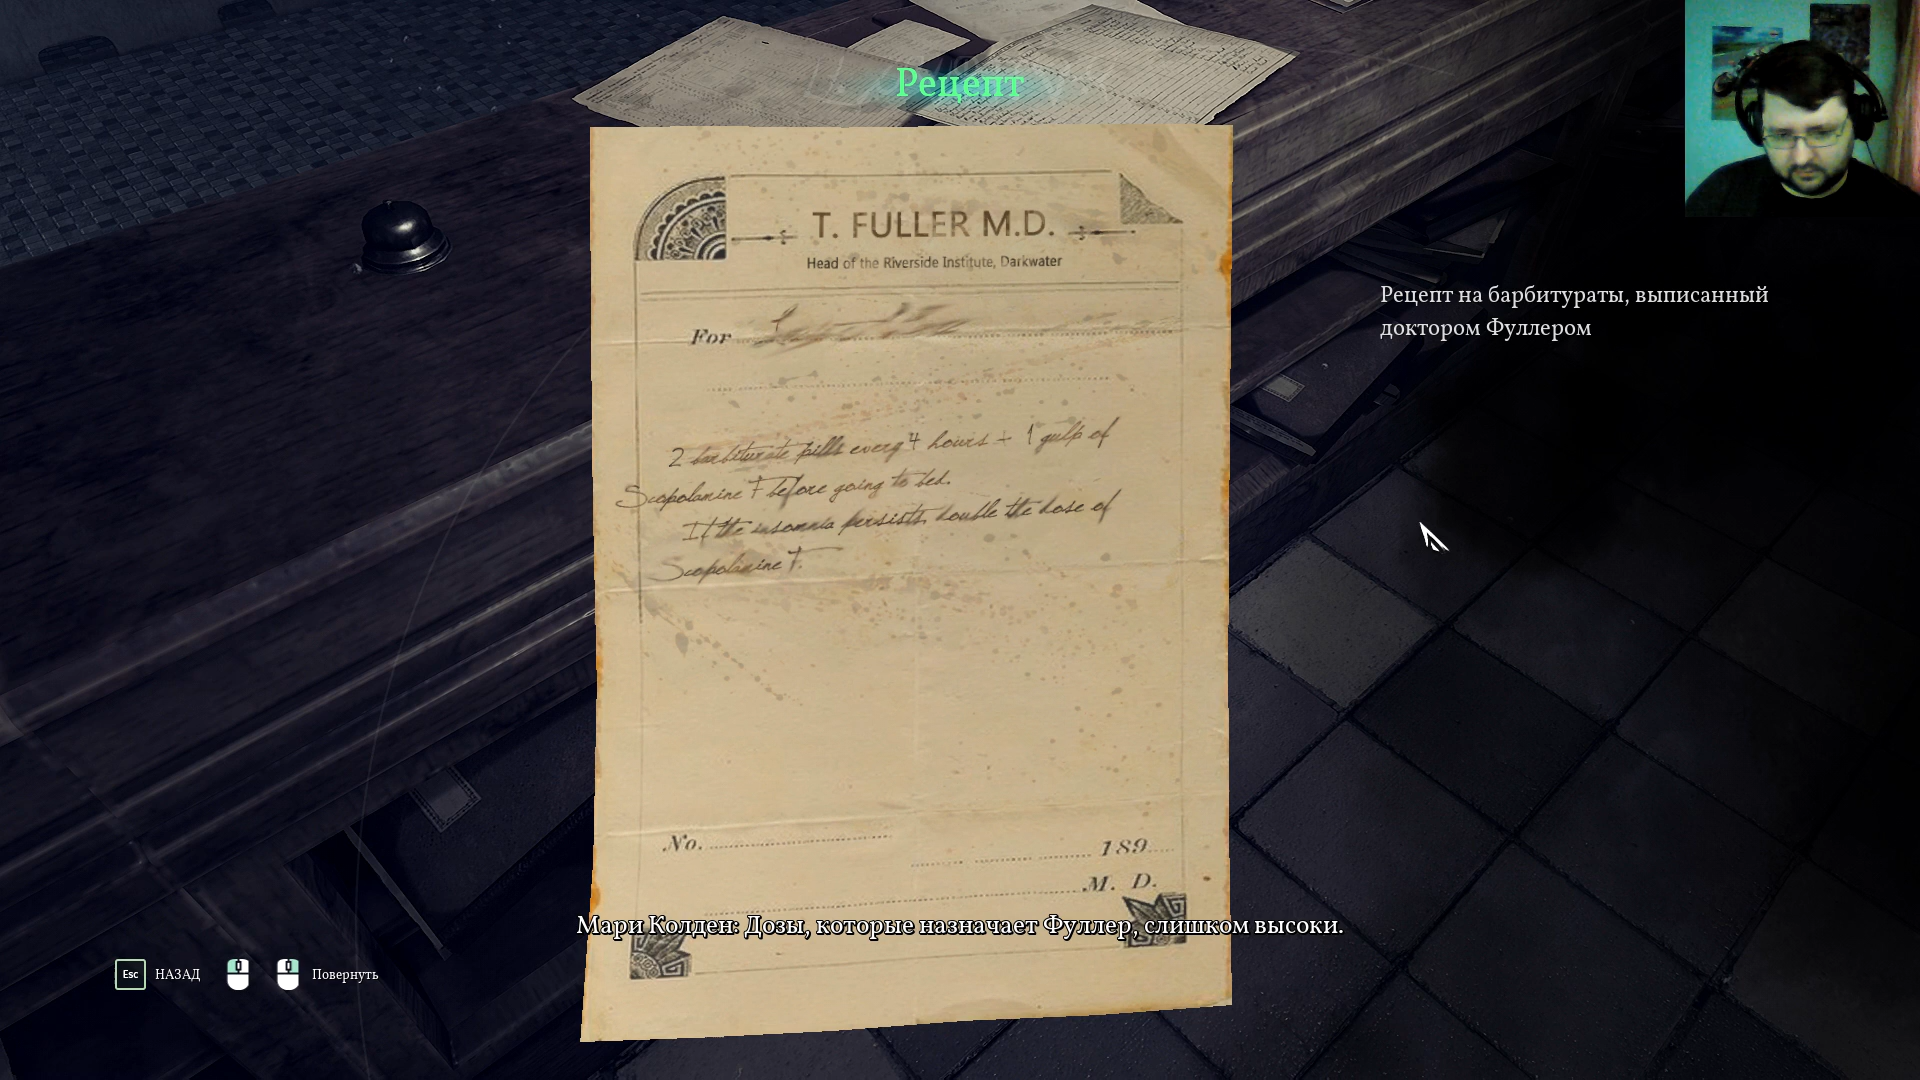 Рецепт
T. FULLER M.D.
Head of the Riverside Institute, Darkwater
For
2 barbiturate pills every 4 hours + 1 gulp of
Scopolamine F before going to bed.
If the insomnia persists, double the dose of
Scopolamine F.
No.
189
M. D.
Рецепт на барбитураты, выписанный
доктором Фуллером
Мари Колден: Дозы, которые назначает Фуллер, слишком высоки.
Esc НАЗАД Повернуть